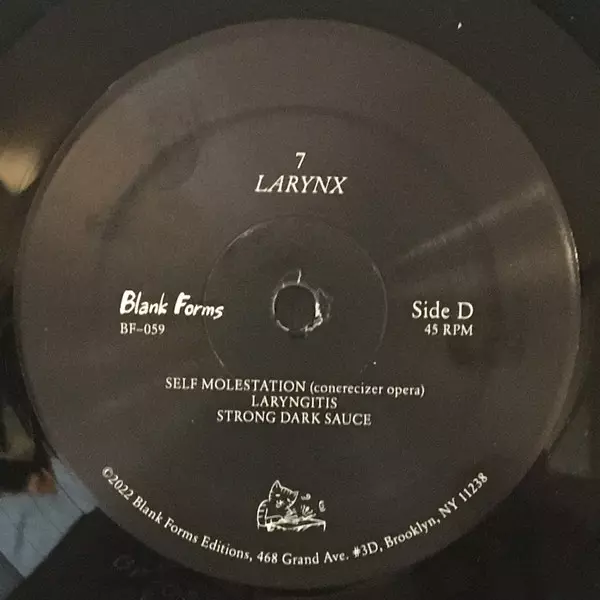 7
LARYNX
Blank Forms
BF-059
Side D
45 RPM
SELF MOLESTATION (conerecizer opera)
LARYNGITIS
STRONG DARK SAUCE
©2022 Blank Forms Editions, 468 Grand Ave. #3D, Brooklyn, NY 11238